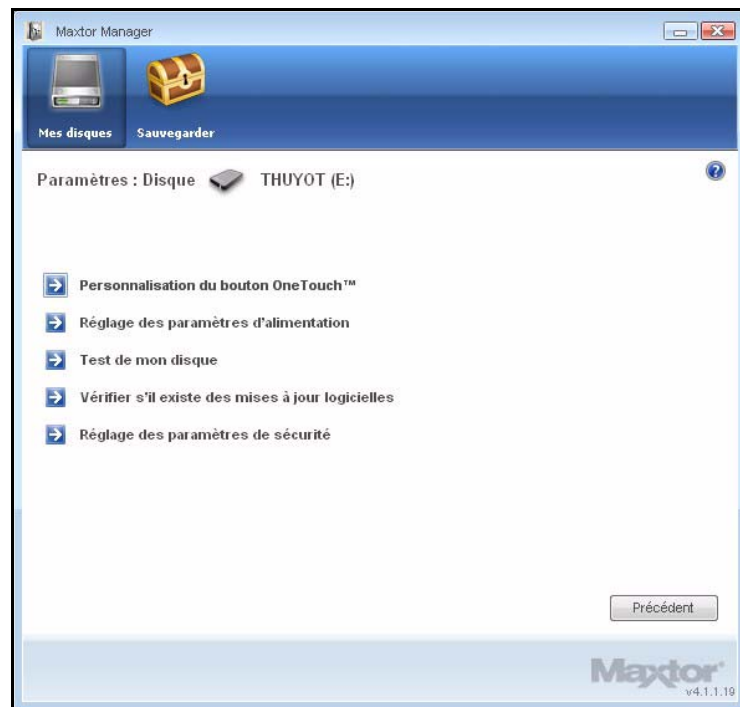 Maxtor Manager
Mes disques
Sauvegarder
Paramètres : Disque THUYOT (E:)
Personnalisation du bouton OneTouch™
Réglage des paramètres d'alimentation
Test de mon disque
Vérifier s'il existe des mises à jour logicielles
Réglage des paramètres de sécurité
Précédent
Maxtor
v4.1.1.19